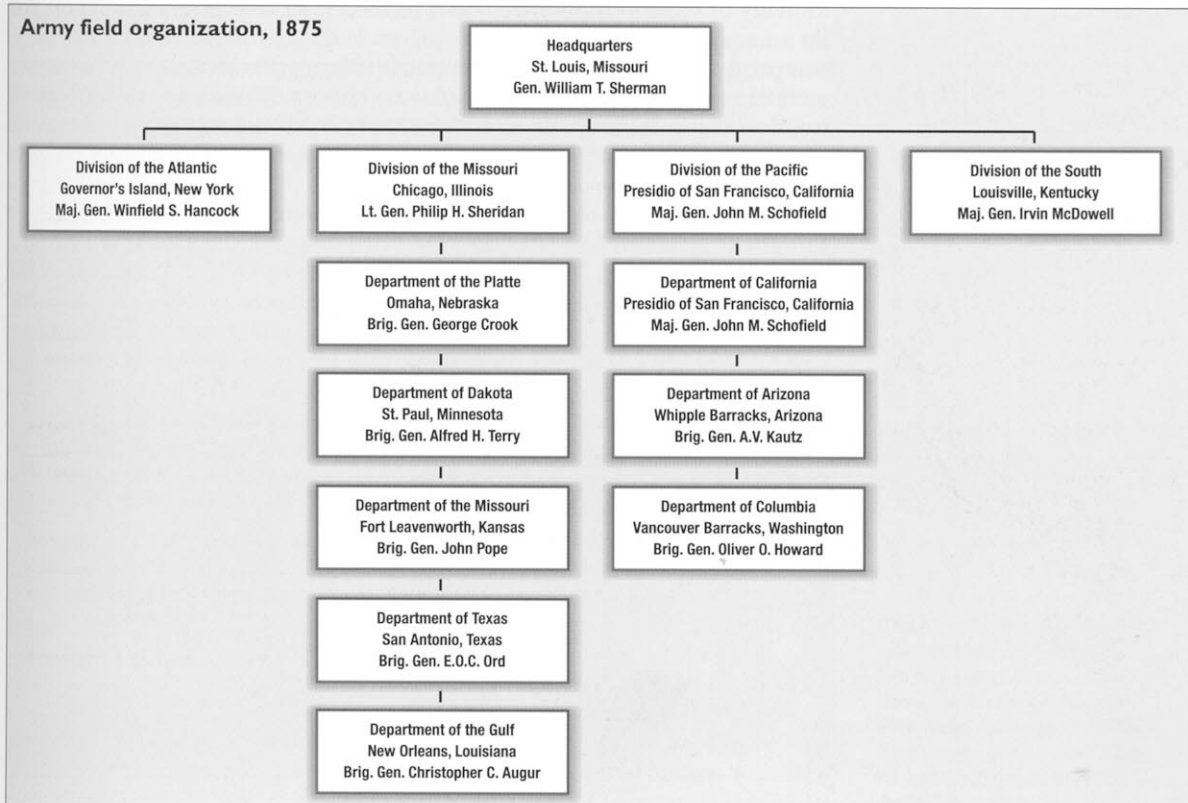 Army field organization, 1875
Headquarters
St. Louis, Missouri
Gen. William T. Sherman
Division of the Atlantic
Governor's Island, New York
Maj. Gen. Winfield S. Hancock
Division of the Missouri
Chicago, Illinois
Lt. Gen. Philip H. Sheridan
Division of the Pacific
Presidio of San Francisco, California
Maj. Gen. John M. Schofield
Division of the South
Louisville, Kentucky
Maj. Gen. Irvin McDowell
Department of the Platte
Omaha, Nebraska
Brig. Gen. George Crook
Department of Dakota
St. Paul, Minnesota
Brig. Gen. Alfred H. Terry
Department of the Missouri
Fort Leavenworth, Kansas
Brig. Gen. John Pope
Department of Texas
San Antonio, Texas
Brig. Gen. E.O.C. Ord
Department of the Gulf
New Orleans, Louisiana
Brig. Gen. Christopher C. Augur
Department of California
Presidio of San Francisco, California
Maj. Gen. John M. Schofield
Department of Arizona
Whipple Barracks, Arizona
Brig. Gen. A.V. Kautz
Department of Columbia
Vancouver Barracks, Washington
Brig. Gen. Oliver O. Howard